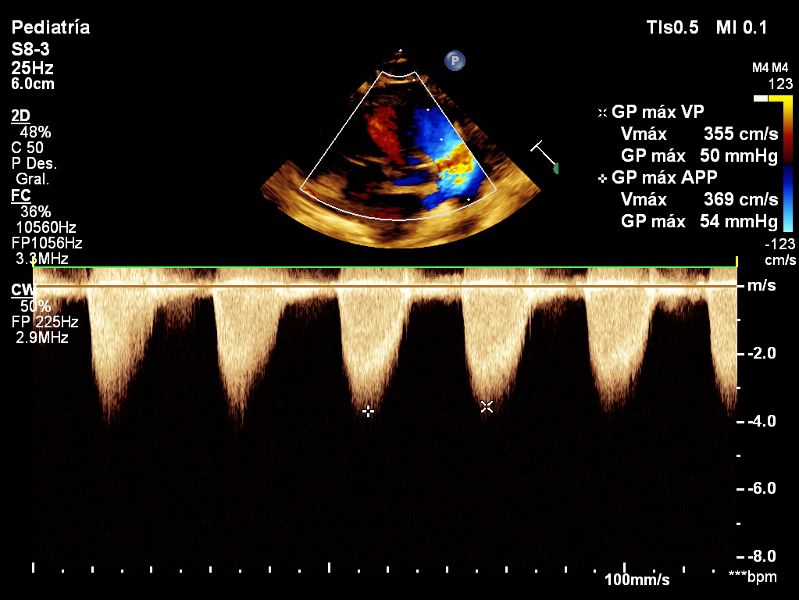 Pediatría
S8-3
25Hz
6.0cm
2D
48%
C 50
P Des.
Gral.
FC
36%
10560Hz
FP1056Hz
3.3MHz
CW
50%
FP 225Hz
2.9MHz
TIs0.5 MI 0.1
P
M4 M4
123
GP máx VP
Vmáx 355 cm/s
GP máx 50 mmHg
GP máx APP
Vmáx 369 cm/s
GP máx 54 mmHg
-123
cm/s
m/s
-2.0
-4.0
-6.0
-8.0
100mm/s
***bpm